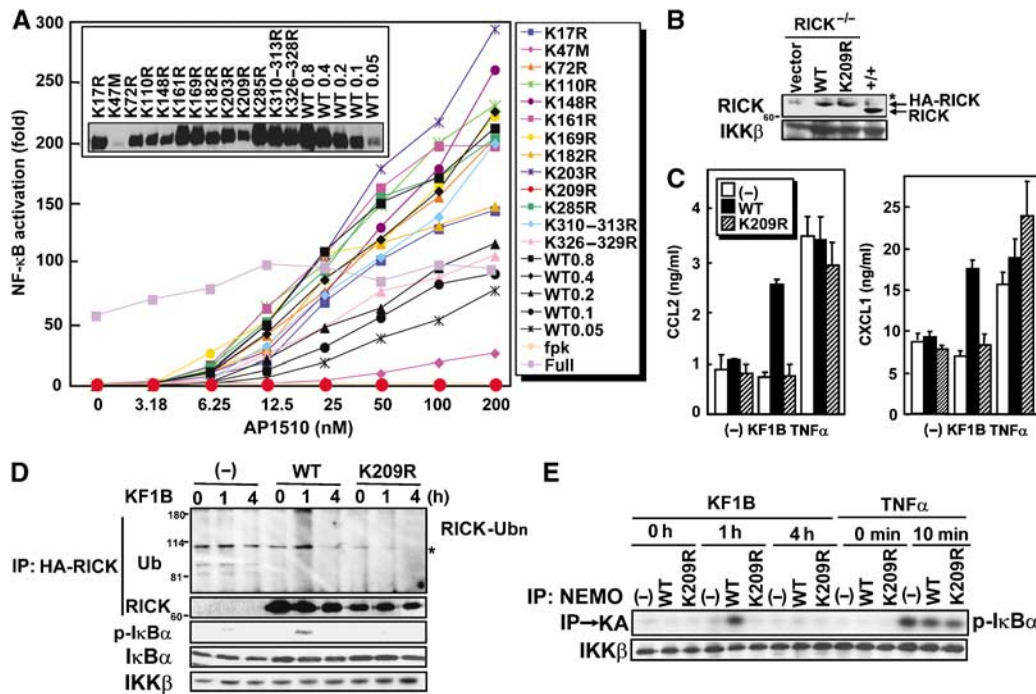 A
300
250
200
150
100
50
0
NF-κB activation (fold)
K17R
K47M
K72R
K110R
K148R
K161R
K169R
K182R
K203R
K209R
K285R
K310–313R
K326–328R
WT 0.8
WT 0.4
WT 0.2
WT 0.1
WT 0.05
0 3.18 6.25 12.5 25 50 100 200
AP1510 (nM)
K17R
K47M
K72R
K110R
K148R
K161R
K169R
K182R
K203R
K209R
K285R
K310–313R
K326–329R
WT0.8
WT0.4
WT0.2
WT0.1
WT0.05
fpk
Full
B
RICK–/–
vector
WT
K209R
+/+
*
RICK
HA-RICK
RICK
60
IKKβ
C
(–)
WT
K209R
CCL2 (ng/ml)
4
2
0
(–) KF1B TNFα
CXCL1 (ng/ml)
25
20
15
10
5
0
(–) KF1B TNFα
D
(–) WT K209R
KF1B 0 1 4 0 1 4 0 1 4 (h)
180
114
81
IP: HA-RICK
Ub
RICK-Ubn
*
RICK
60
p-IκBα
IκBα
IKKβ
E
KF1B TNFα
0 h 1 h 4 h 0 min 10 min
IP: NEMO (–) WT K209R (–) WT K209R (–) WT K209R (–) WT K209R (–) WT K209R
IP→KA
p-IκBα
IKKβ